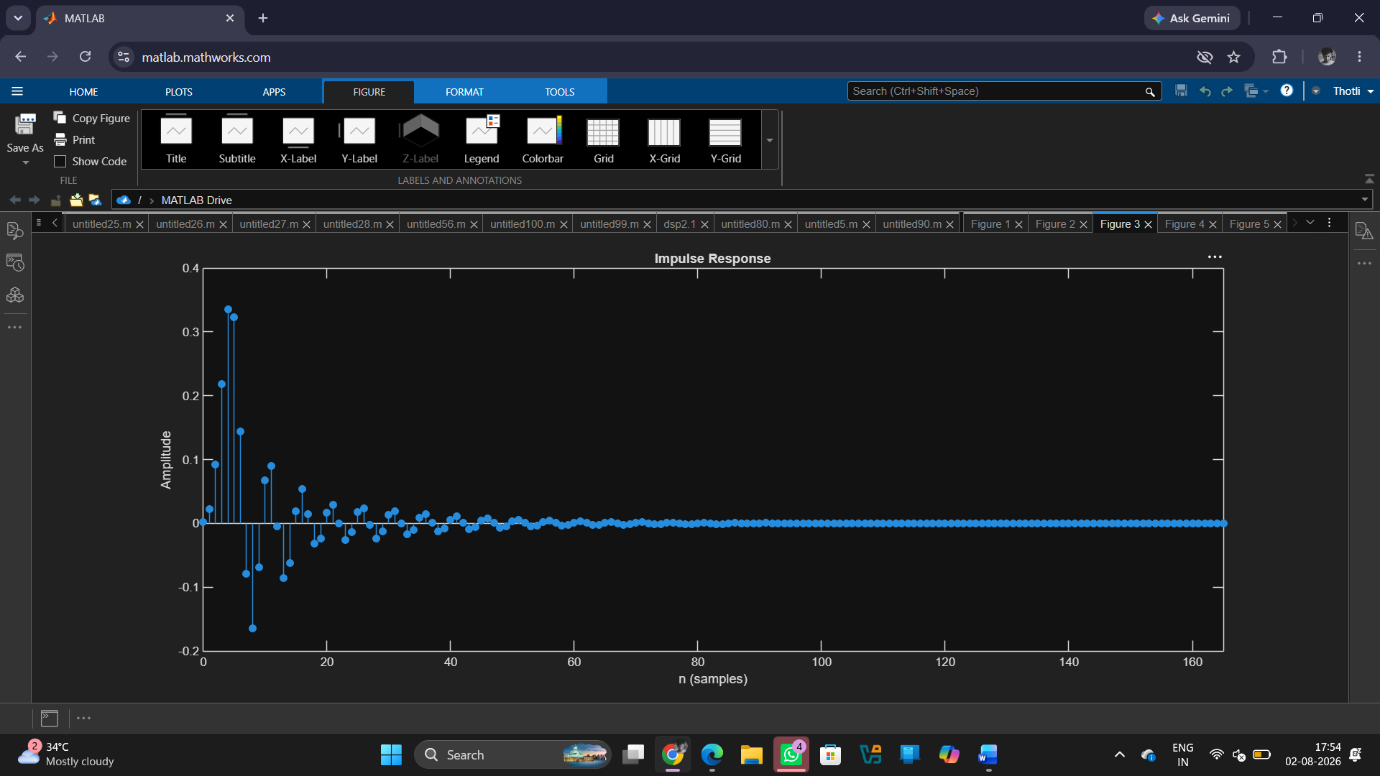 MATLAB
Ask Gemini
matlab.mathworks.com
HOME PLOTS APPS FIGURE FORMAT TOOLS
Search (Ctrl+Shift+Space)
Thotli
Save As
Copy Figure
Print
Show Code
FILE
Title Subtitle X-Label Y-Label Z-Label Legend Colorbar Grid X-Grid Y-Grid
LABELS AND ANNOTATIONS
/ > MATLAB Drive
untitled25.m untitled26.m untitled27.m untitled28.m untitled56.m untitled100.m untitled99.m dsp2.1 untitled80.m untitled5.m untitled90.m Figure 1 Figure 2 Figure 3 Figure 4 Figure 5
Impulse Response
0.4
0.3
0.2
0.1
0
-0.1
-0.2
Amplitude
0 20 40 60 80 100 120 140 160
n (samples)
2
34°C
Mostly cloudy
Search
4
ENG
IN
17:54
02-08-2026